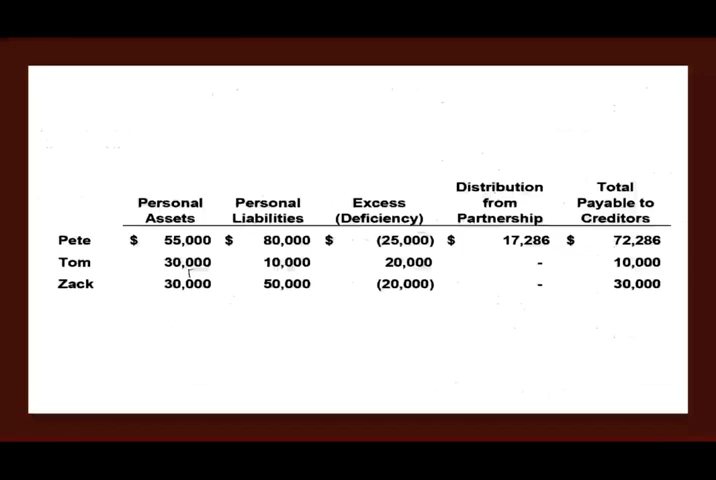 Distribution Total
Personal Personal Excess from Payable to
Assets Liabilities (Deficiency) Partnership Creditors
Pete $ 55,000 $ 80,000 $ (25,000) $ 17,286 $ 72,286
Tom 30,000 10,000 20,000 - 10,000
Zack 30,000 50,000 (20,000) - 30,000